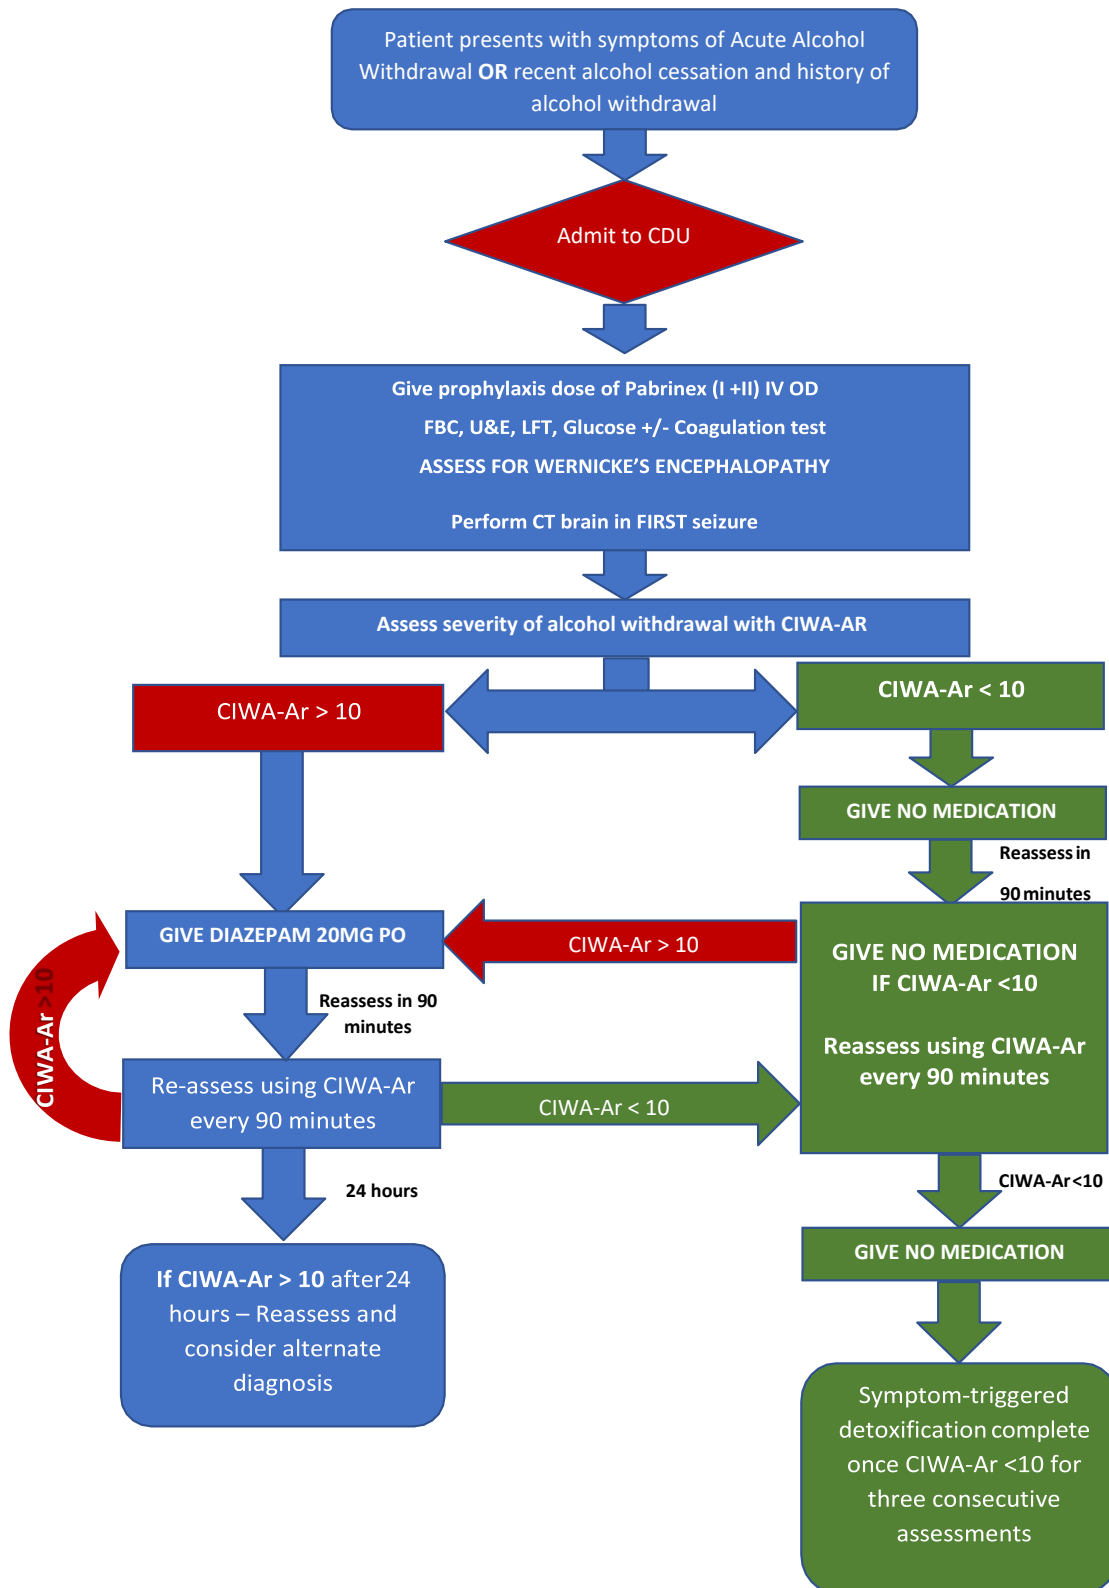 Patient presents with symptoms of Acute Alcohol
Withdrawal OR recent alcohol cessation and history of
alcohol withdrawal
Admit to CDU
Give prophylaxis dose of Pabrinex (I +II) IV OD
FBC, U&E, LFT, Glucose +/- Coagulation test
ASSESS FOR WERNICKE’S ENCEPHALOPATHY
Perform CT brain in FIRST seizure
Assess severity of alcohol withdrawal with CIWA-AR
CIWA-Ar > 10
CIWA-Ar < 10
GIVE NO MEDICATION
Reassess in
90 minutes
GIVE DIAZEPAM 20MG PO
CIWA-Ar > 10
GIVE NO MEDICATION
IF CIWA-Ar <10
Reassess using CIWA-Ar
every 90 minutes
CIWA-Ar >10
Reassess in 90
minutes
Re-assess using CIWA-Ar
every 90 minutes
CIWA-Ar < 10
24 hours
CIWA-Ar <10
GIVE NO MEDICATION
If CIWA-Ar > 10 after 24
hours – Reassess and
consider alternate
diagnosis
Symptom-triggered
detoxification complete
once CIWA-Ar <10 for
three consecutive
assessments